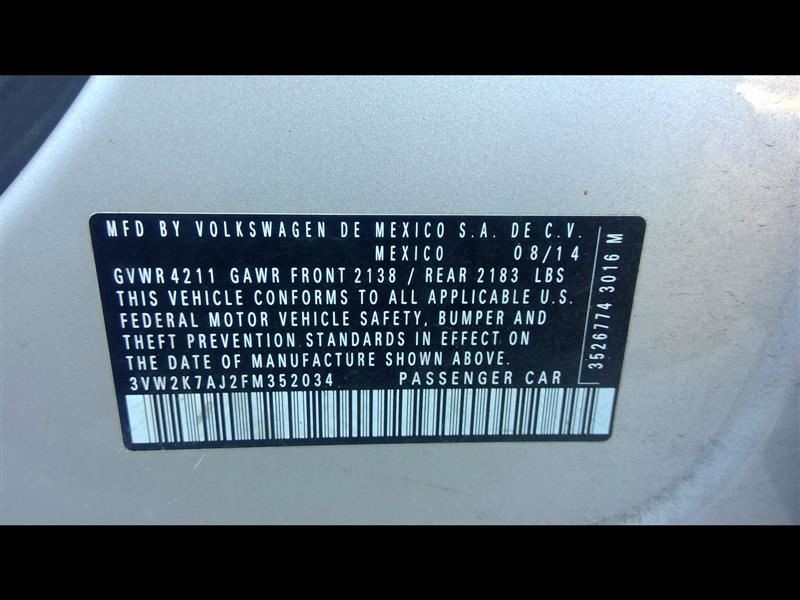 MFD BY VOLKSWAGEN DE MEXICO S.A. DE C.V.
MEXICO 08/14
GVWR 4211 GAWR FRONT 2138 / REAR 2183 LBS
THIS VEHICLE CONFORMS TO ALL APPLICABLE U.S.
FEDERAL MOTOR VEHICLE SAFETY, BUMPER AND
THEFT PREVENTION STANDARDS IN EFFECT ON
THE DATE OF MANUFACTURE SHOWN ABOVE.
3VW2K7AJ2FM352034 PASSENGER CAR
3526774 3016 M